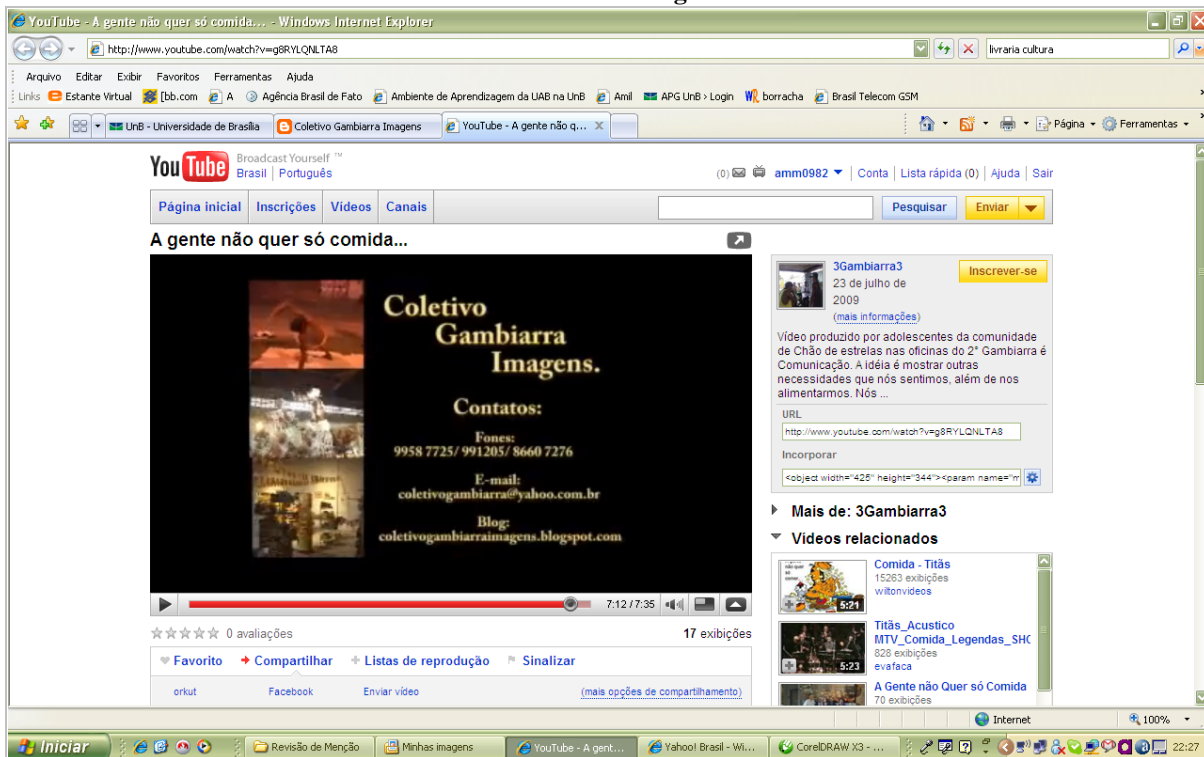 YouTube - A gente não quer só comida... - Windows Internet Explorer
http://www.youtube.com/watch?v=g8RYLQNLTA8
livraria cultura
Arquivo Editar Exibir Favoritos Ferramentas Ajuda
Links Estante Virtual [bb.com A Agência Brasil de Fato Ambiente de Aprendizagem da UAB na UnB Amil APG UnB > Login borracha Brasil Telecom GSM
UnB - Universidade de Brasília Coletivo Gambiarra Imagens YouTube - A gente não q... Página Ferramentas
YouTube Broadcast Yourself ™
Brasil | Português
(0) amm0982 Conta | Lista rápida (0) | Ajuda | Sair
Página inicial Inscrições Vídeos Canais Pesquisar Enviar
A gente não quer só comida...
Coletivo
Gambiarra
Imagens.
Contatos:
Fones:
9958 7725/ 991205/ 8660 7276
E-mail:
coletivogambiarra@yahoo.com.br
Blog:
coletivogambiarraimagens.blogspot.com
7:12 / 7:35
0 avaliações 17 exibições
Favorito Compartilhar Listas de reprodução Sinalizar
orkut Facebook Enviar vídeo (mais opções de compartilhamento)
3Gambiarra3 Inscrever-se
23 de julho de
2009
(mais informações)
Vídeo produzido por adolescentes da comunidade
de Chão de estrelas nas oficinas do 2° Gambiarra é
Comunicação. A idéia é mostrar outras
necessidades que nós sentimos, além de nos
alimentarmos. Nós ...
URL
http://www.youtube.com/watch?v=g8RYLQNLTA8
Incorporar
<object width="425" height="344"><param name="m
Mais de: 3Gambiarra3
Vídeos relacionados
Comida - Titãs
15263 exibições
wiltonvideos
5:21
Titãs_Acustico
MTV_Comida_Legendas_SHC
828 exibições
evafaca
5:23
A Gente não Quer só Comida
70 exibições
Internet 100%
Iniciar Revisão de Menção Minhas imagens YouTube - A gent... Yahoo! Brasil - Wi... CorelDRAW X3 - ... 22:27